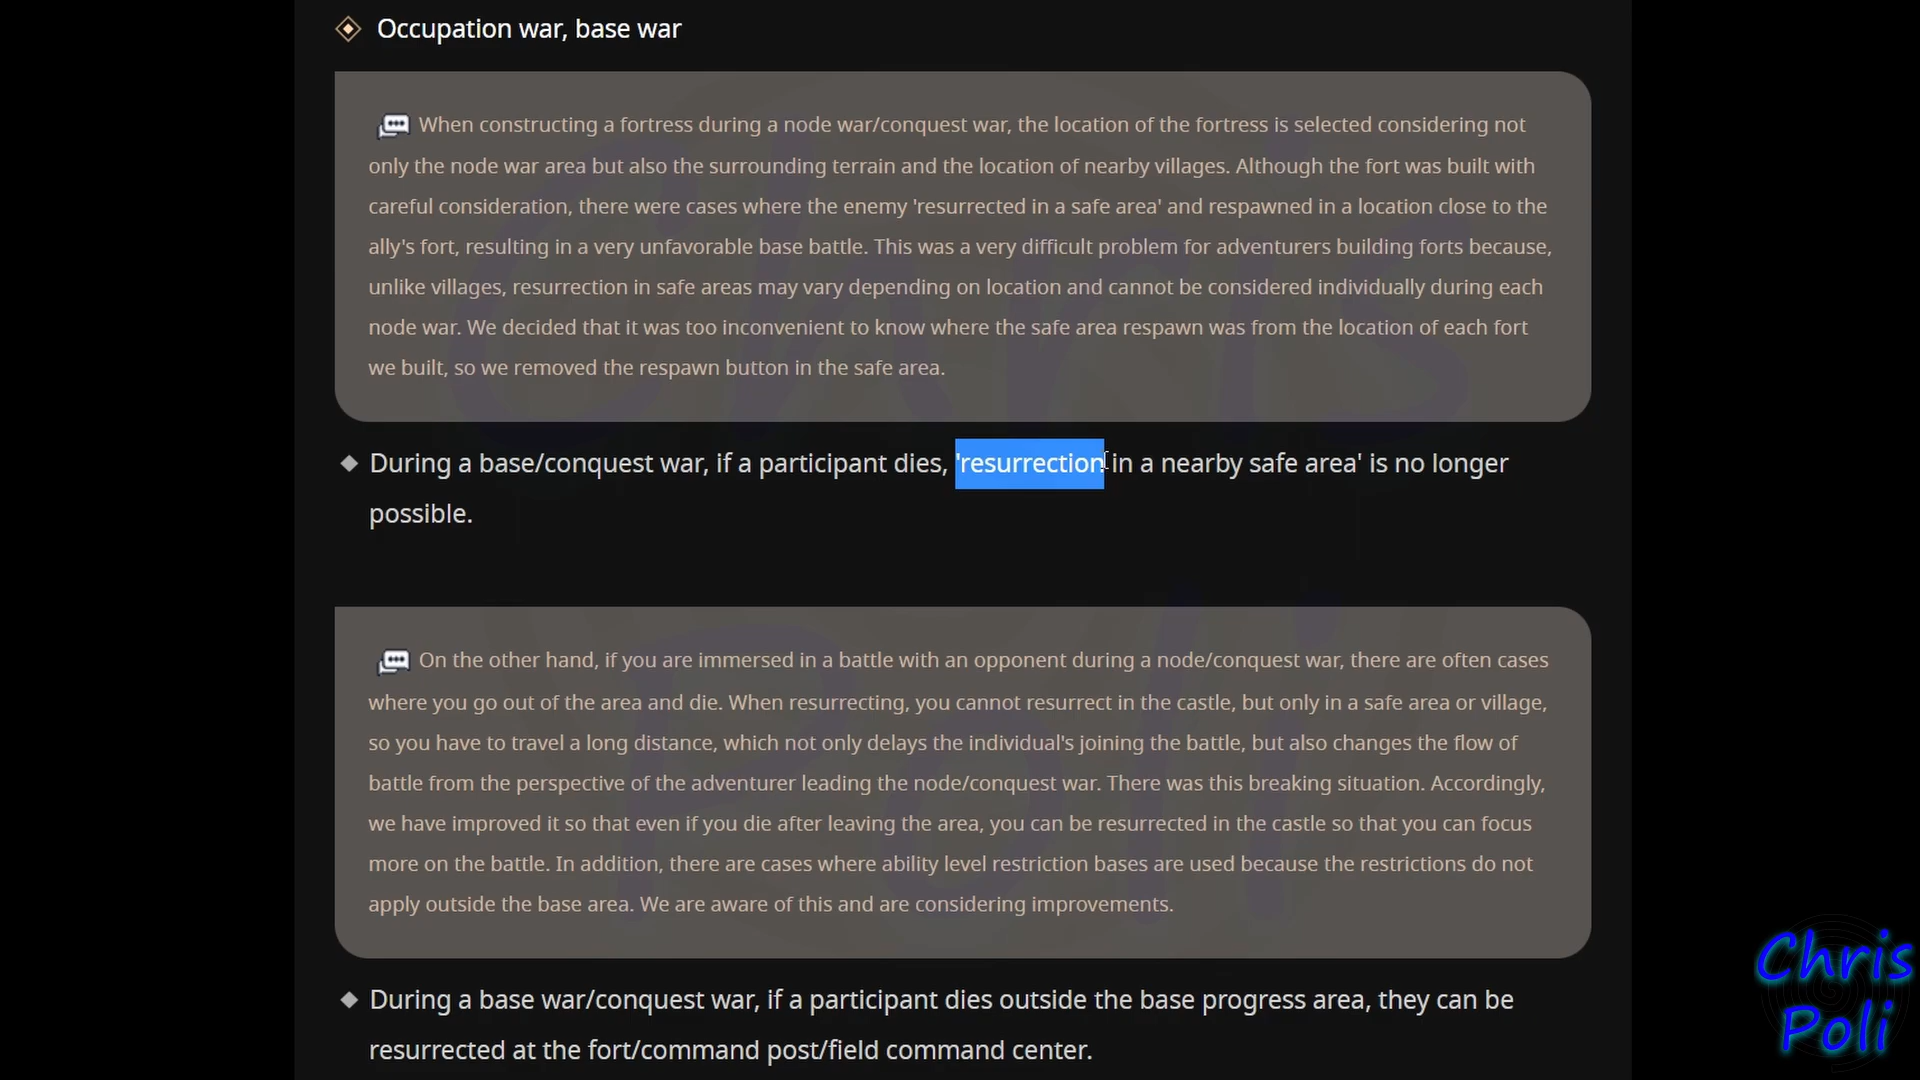 Occupation war, base war
When constructing a fortress during a node war/conquest war, the location of the fortress is selected considering not
only the node war area but also the surrounding terrain and the location of nearby villages. Although the fort was built with
careful consideration, there were cases where the enemy 'resurrected in a safe area' and respawned in a location close to the
ally's fort, resulting in a very unfavorable base battle. This was a very difficult problem for adventurers building forts because,
unlike villages, resurrection in safe areas may vary depending on location and cannot be considered individually during each
node war. We decided that it was too inconvenient to know where the safe area respawn was from the location of each fort
we built, so we removed the respawn button in the safe area.
During a base/conquest war, if a participant dies, 'resurrection in a nearby safe area' is no longer
possible.
On the other hand, if you are immersed in a battle with an opponent during a node/conquest war, there are often cases
where you go out of the area and die. When resurrecting, you cannot resurrect in the castle, but only in a safe area or village,
so you have to travel a long distance, which not only delays the individual's joining the battle, but also changes the flow of
battle from the perspective of the adventurer leading the node/conquest war. There was this breaking situation. Accordingly,
we have improved it so that even if you die after leaving the area, you can be resurrected in the castle so that you can focus
more on the battle. In addition, there are cases where ability level restriction bases are used because the restrictions do not
apply outside the base area. We are aware of this and are considering improvements.
During a base war/conquest war, if a participant dies outside the base progress area, they can be
resurrected at the fort/command post/field command center.
Chris
Poli
Chris
Poli